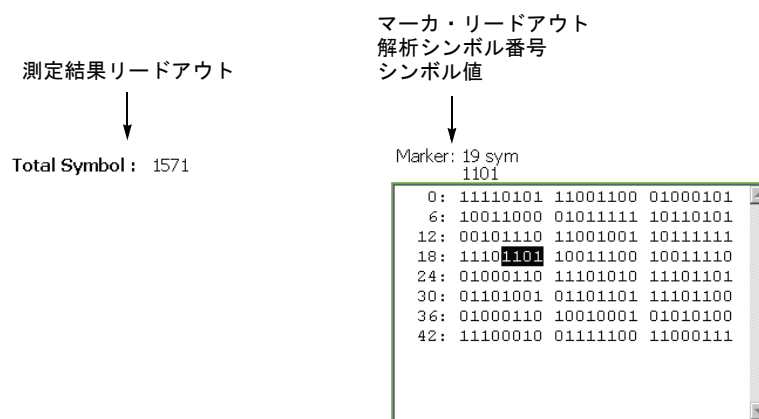 マーカ・リードアウト
解析シンボル番号
シンボル値
測定結果リードアウト
Total Symbol : 1571
Marker: 19 sym
1101
0: 11110101 11001100 01000101
6: 10011000 01011111 10110101
12: 00101110 11001001 10111111
18: 11101101 10011100 10011110
24: 01000110 11101010 11101101
30: 01101001 01101101 11101100
36: 01000110 10010001 01010100
42: 11100010 01111100 11000111